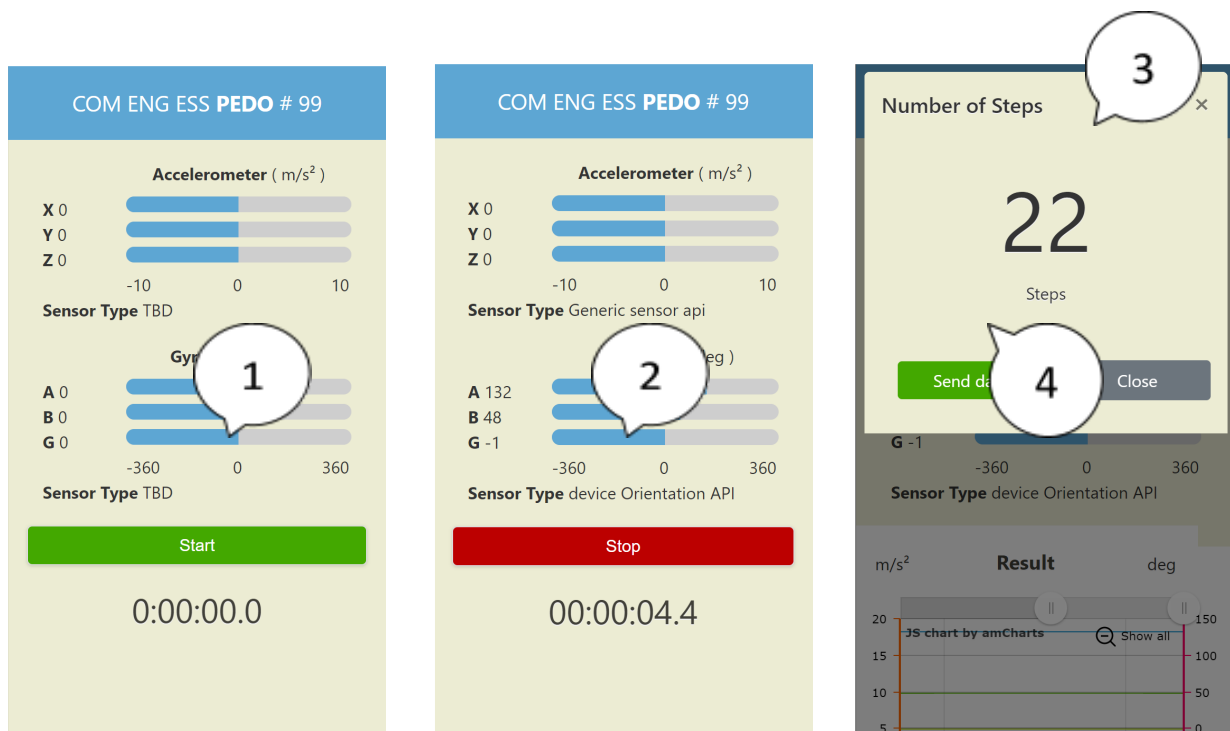 COM ENG ESS PEDO # 99
Accelerometer ( m/s² )
X 0
Y 0
Z 0
-10 0 10
Sensor Type TBD
1
A 0
B 0
G 0
-360 0 360
Sensor Type TBD
Start
0:00:00.0
COM ENG ESS PEDO # 99
Accelerometer ( m/s² )
X 0
Y 0
Z 0
-10 0 10
Sensor Type Generic sensor api
2
A 132
B 48
G -1
-360 0 360
Sensor Type device Orientation API
Stop
00:00:04.4
3
Number of Steps ×
22
Steps
4
Send Close
G -1
-360 0 360
Sensor Type device Orientation API
m/s² Result deg
20 150
JS chart by amCharts Show all
15 100
10 50
5 0